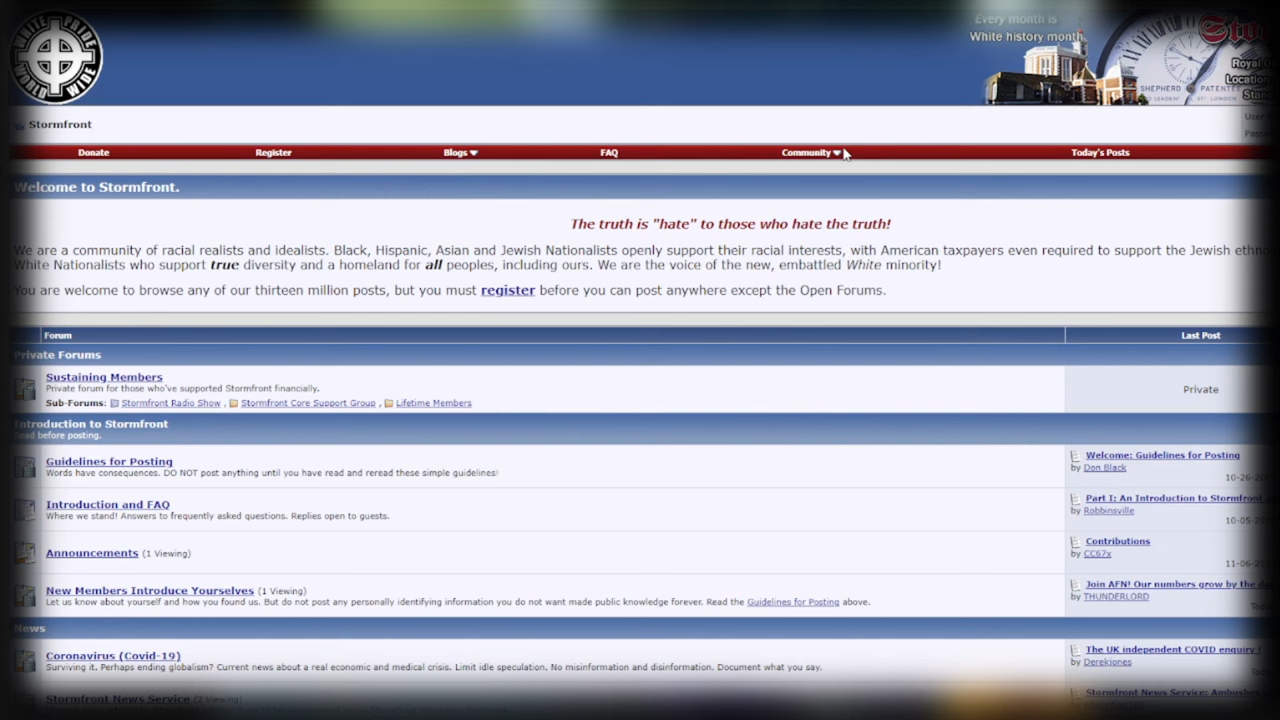 WHITE PRIDE WORLD WIDE
Every month is
White history month
SHEPHERD PATENTEE
Stormfront
Donate Register Blogs FAQ Community Today's Posts
Welcome to Stormfront.
The truth is "hate" to those who hate the truth!
We are a community of racial realists and idealists. Black, Hispanic, Asian and Jewish Nationalists openly support their racial interests, with American taxpayers even required to support the Jewish
White Nationalists who support true diversity and a homeland for all peoples, including ours. We are the voice of the new, embattled White minority!
You are welcome to browse any of our thirteen million posts, but you must register before you can post anywhere except the Open Forums.
Forum Last Post
Private Forums
Sustaining Members
Private forum for those who've supported Stormfront financially.
Private
Sub-Forums: Stormfront Radio Show , Stormfront Core Support Group , Lifetime Members
Introduction to Stormfront
Read before posting.
Guidelines for Posting
Words have consequences. DO NOT post anything until you have read and reread these simple guidelines!
Welcome: Guidelines for Posting
by Don Black
Introduction and FAQ
Where we stand! Answers to frequently asked questions. Replies open to guests.
Part I: An Introduction to Stormfront
by Robbinsville
Announcements (1 Viewing)
Contributions
by CC67x
New Members Introduce Yourselves (1 Viewing)
Let us know about yourself and how you found us. But do not post any personally identifying information you do not want made public knowledge forever. Read the Guidelines for Posting above.
Join AFN! Our numbers grow by the
by THUNDERLORD
News
Coronavirus (Covid-19)
Surviving it. Perhaps ending globalism? Current news about a real economic and medical crisis. Limit idle speculation. No misinformation and disinformation. Document what you say.
The UK independent COVID enquiry !
by Derekjones
Stormfront News Service (2 Viewing)
Stormfront News Service: